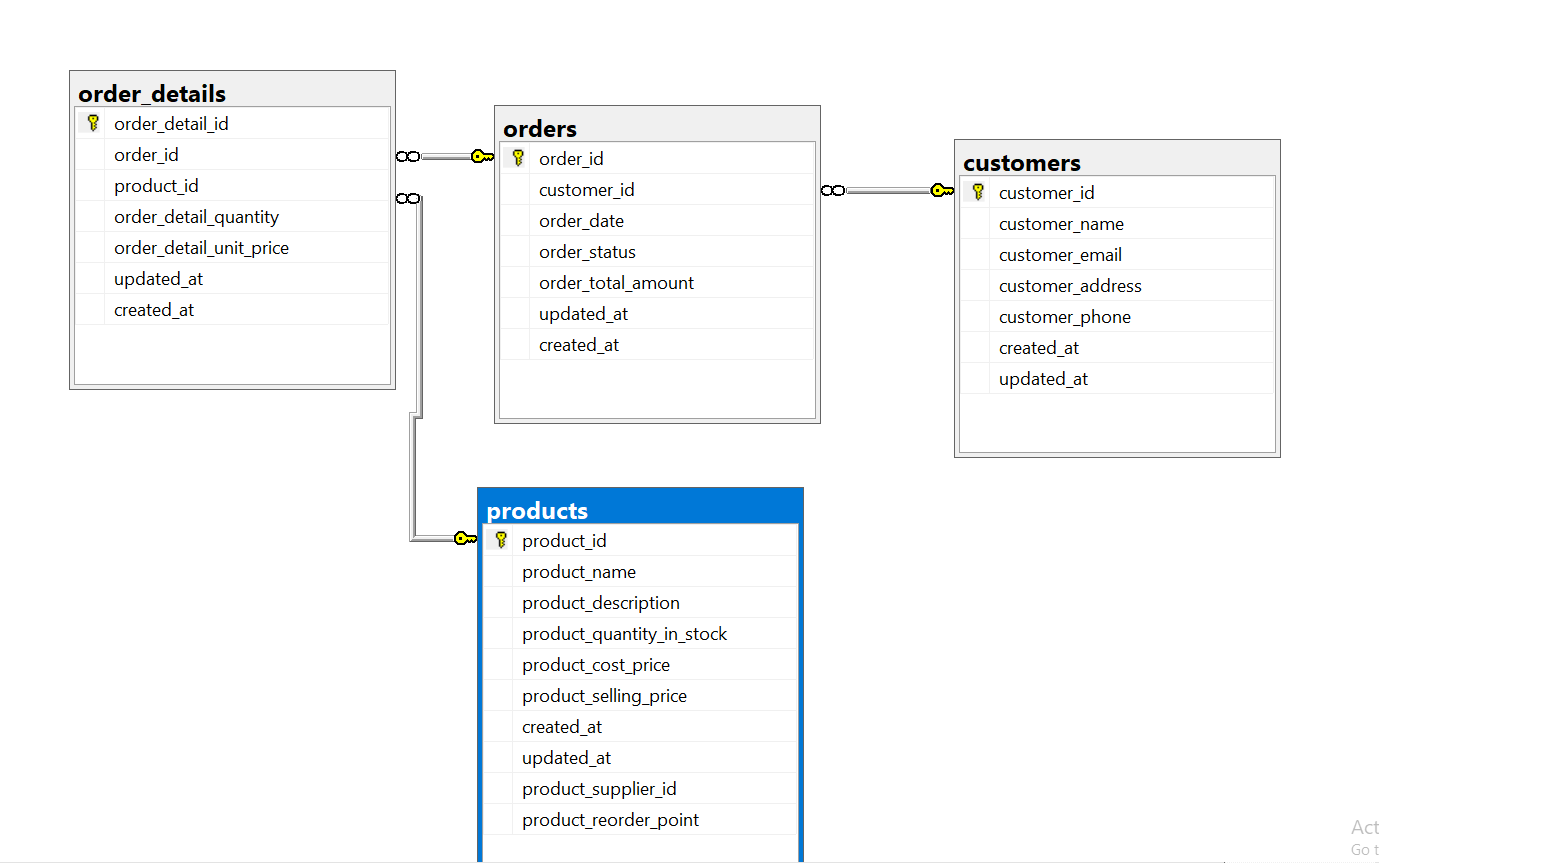 order_details
order_detail_id
order_id
product_id
order_detail_quantity
order_detail_unit_price
updated_at
created_at
orders
order_id
customer_id
order_date
order_status
order_total_amount
updated_at
created_at
customers
customer_id
customer_name
customer_email
customer_address
customer_phone
created_at
updated_at
products
product_id
product_name
product_description
product_quantity_in_stock
product_cost_price
product_selling_price
created_at
updated_at
product_supplier_id
product_reorder_point
Act
Go t